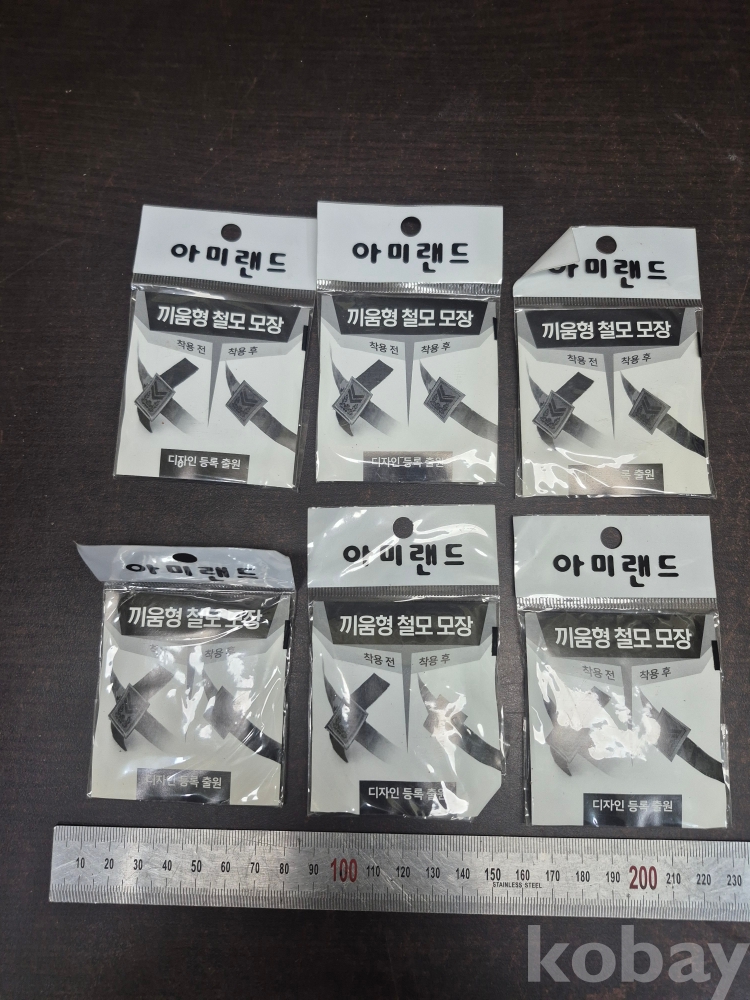 아미랜드
끼움형 철모 모장
착용 전 착용 후
디자인 등록 출원
아미랜드
끼움형 철모 모장
착용 전 착용 후
디자인 등록 출원
아미랜드
끼움형 철모 모장
착용 전 착용 후
등록 출원
아미랜드
끼움형 철모 모장
착용 후
디자인 등록 출원
아미랜드
끼움형 철모 모장
착용 전 착용 후
디자인 등록 출원
아미랜드
끼움형 철모 모장
착용 전 착용 후
디자인 등록 출원
10 20 30 40 50 60 70 80 90 100 110 120 130 140 150 160 170 180 190 200 210 220 230
STAINLESS STEEL
kobay